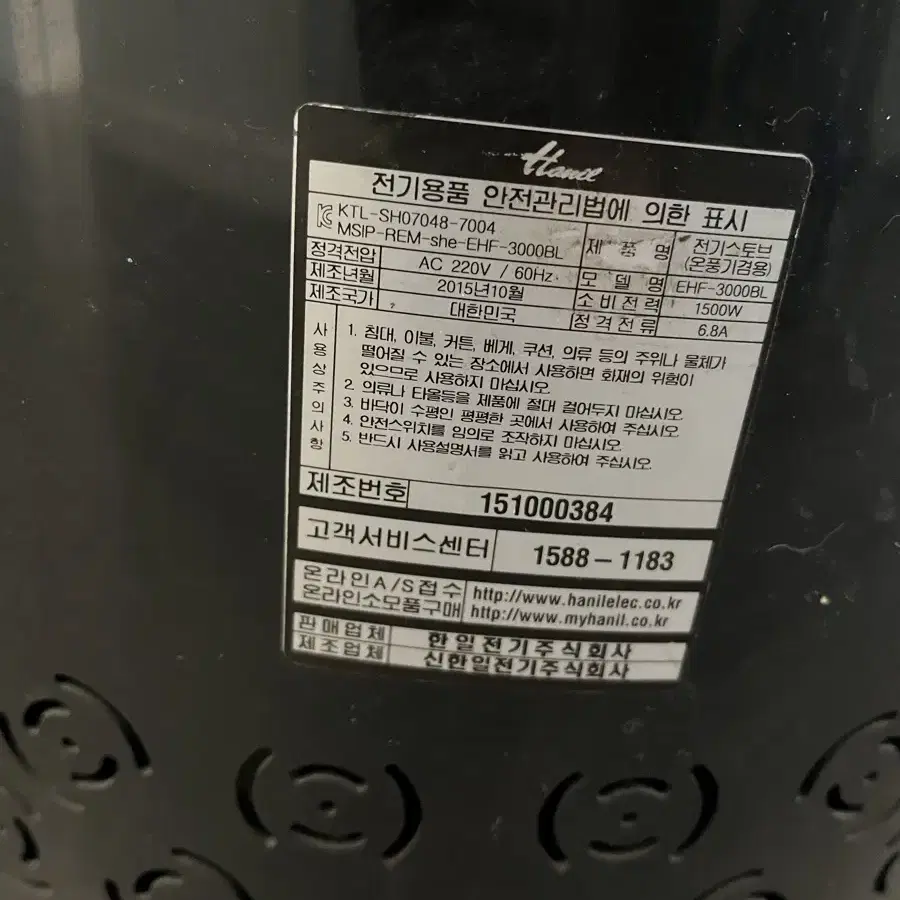 Hanil
전기용품 안전관리법에 의한 표시
KTL-SH07048-7004
MSIP-REM-she-EHF-3000BL
제 품 명
전기스토브
(온풍기겸용)
정격전압
AC 220V / 60Hz
모 델 명
EHF-3000BL
제조년월
2015년10월
소비전력
1500W
제조국가
대한민국
정격전류
6.8A
사용상주의사항
1. 침대, 이불, 커튼, 베게, 쿠션, 의류 등의 주위나 물체가
떨어질 수 있는 장소에서 사용하면 화재의 위험이
있으므로 사용하지 마십시오.
2. 의류나 타올등을 제품에 절대 걸어두지 마십시오.
3. 바닥이 수평인 평평한 곳에서 사용하여 주십시오.
4. 안전스위치를 임의로 조작하지 마십시오.
5. 반드시 사용설명서를 읽고 사용하여 주십시오.
제조번호
151000384
고객서비스센터
1588-1183
온라인A/S접수
http://www.hanilelec.co.kr
온라인소모품구매
http://www.myhanil.co.kr
판매업체
한일전기주식회사
제조업체
신한일전기주식회사